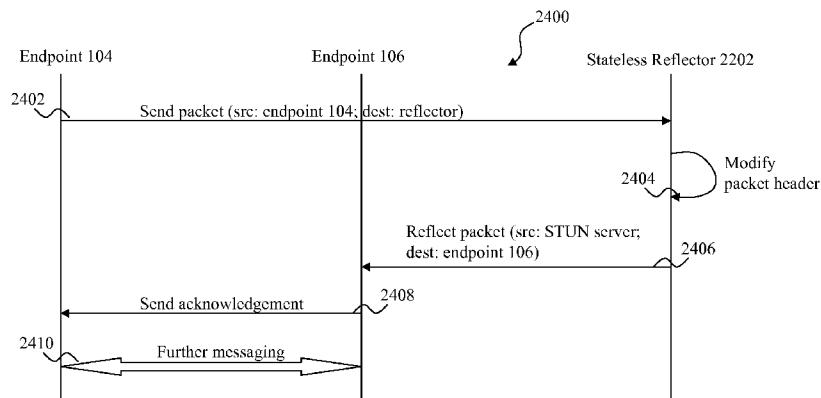 2400
Endpoint 104
Endpoint 106
Stateless Reflector 2202
2402
Send packet (src: endpoint 104; dest: reflector)
Modify
packet header
2404
Reflect packet (src: STUN server;
dest: endpoint 106)
2406
Send acknowledgement
2408
2410
Further messaging